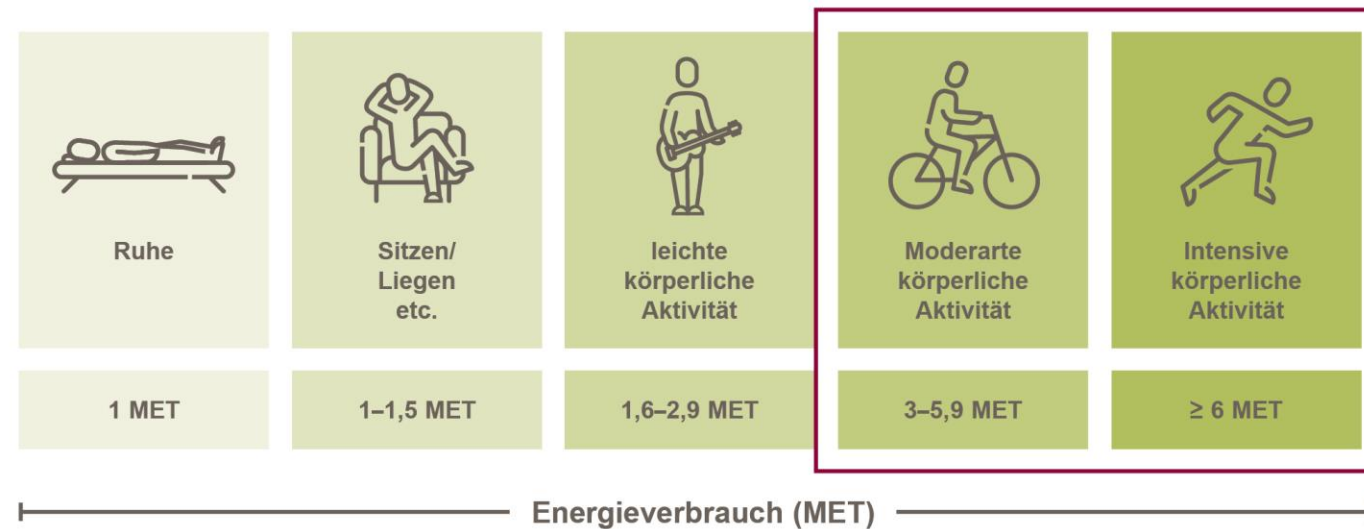 Ruhe
Sitzen/
Liegen
etc.
leichte
körperliche
Aktivität
Moderarte
körperliche
Aktivität
Intensive
körperliche
Aktivität
1 MET
1–1,5 MET
1,6–2,9 MET
3–5,9 MET
≥ 6 MET
Energieverbrauch (MET)